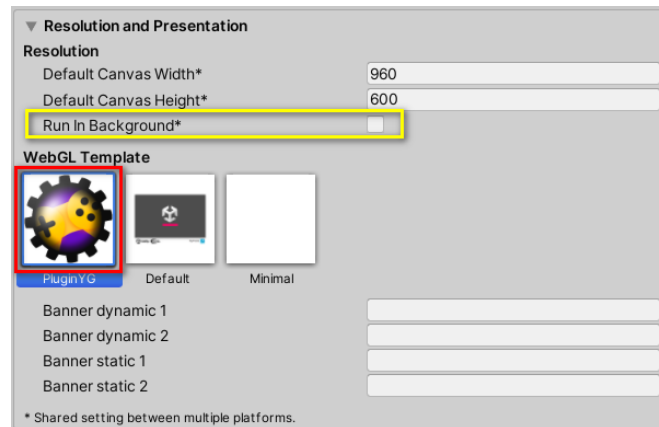 Resolution and Presentation
Resolution
Default Canvas Width* 960
Default Canvas Height* 600
Run In Background*
WebGL Template
PluginYG Default Minimal
Banner dynamic 1
Banner dynamic 2
Banner static 1
Banner static 2
* Shared setting between multiple platforms.